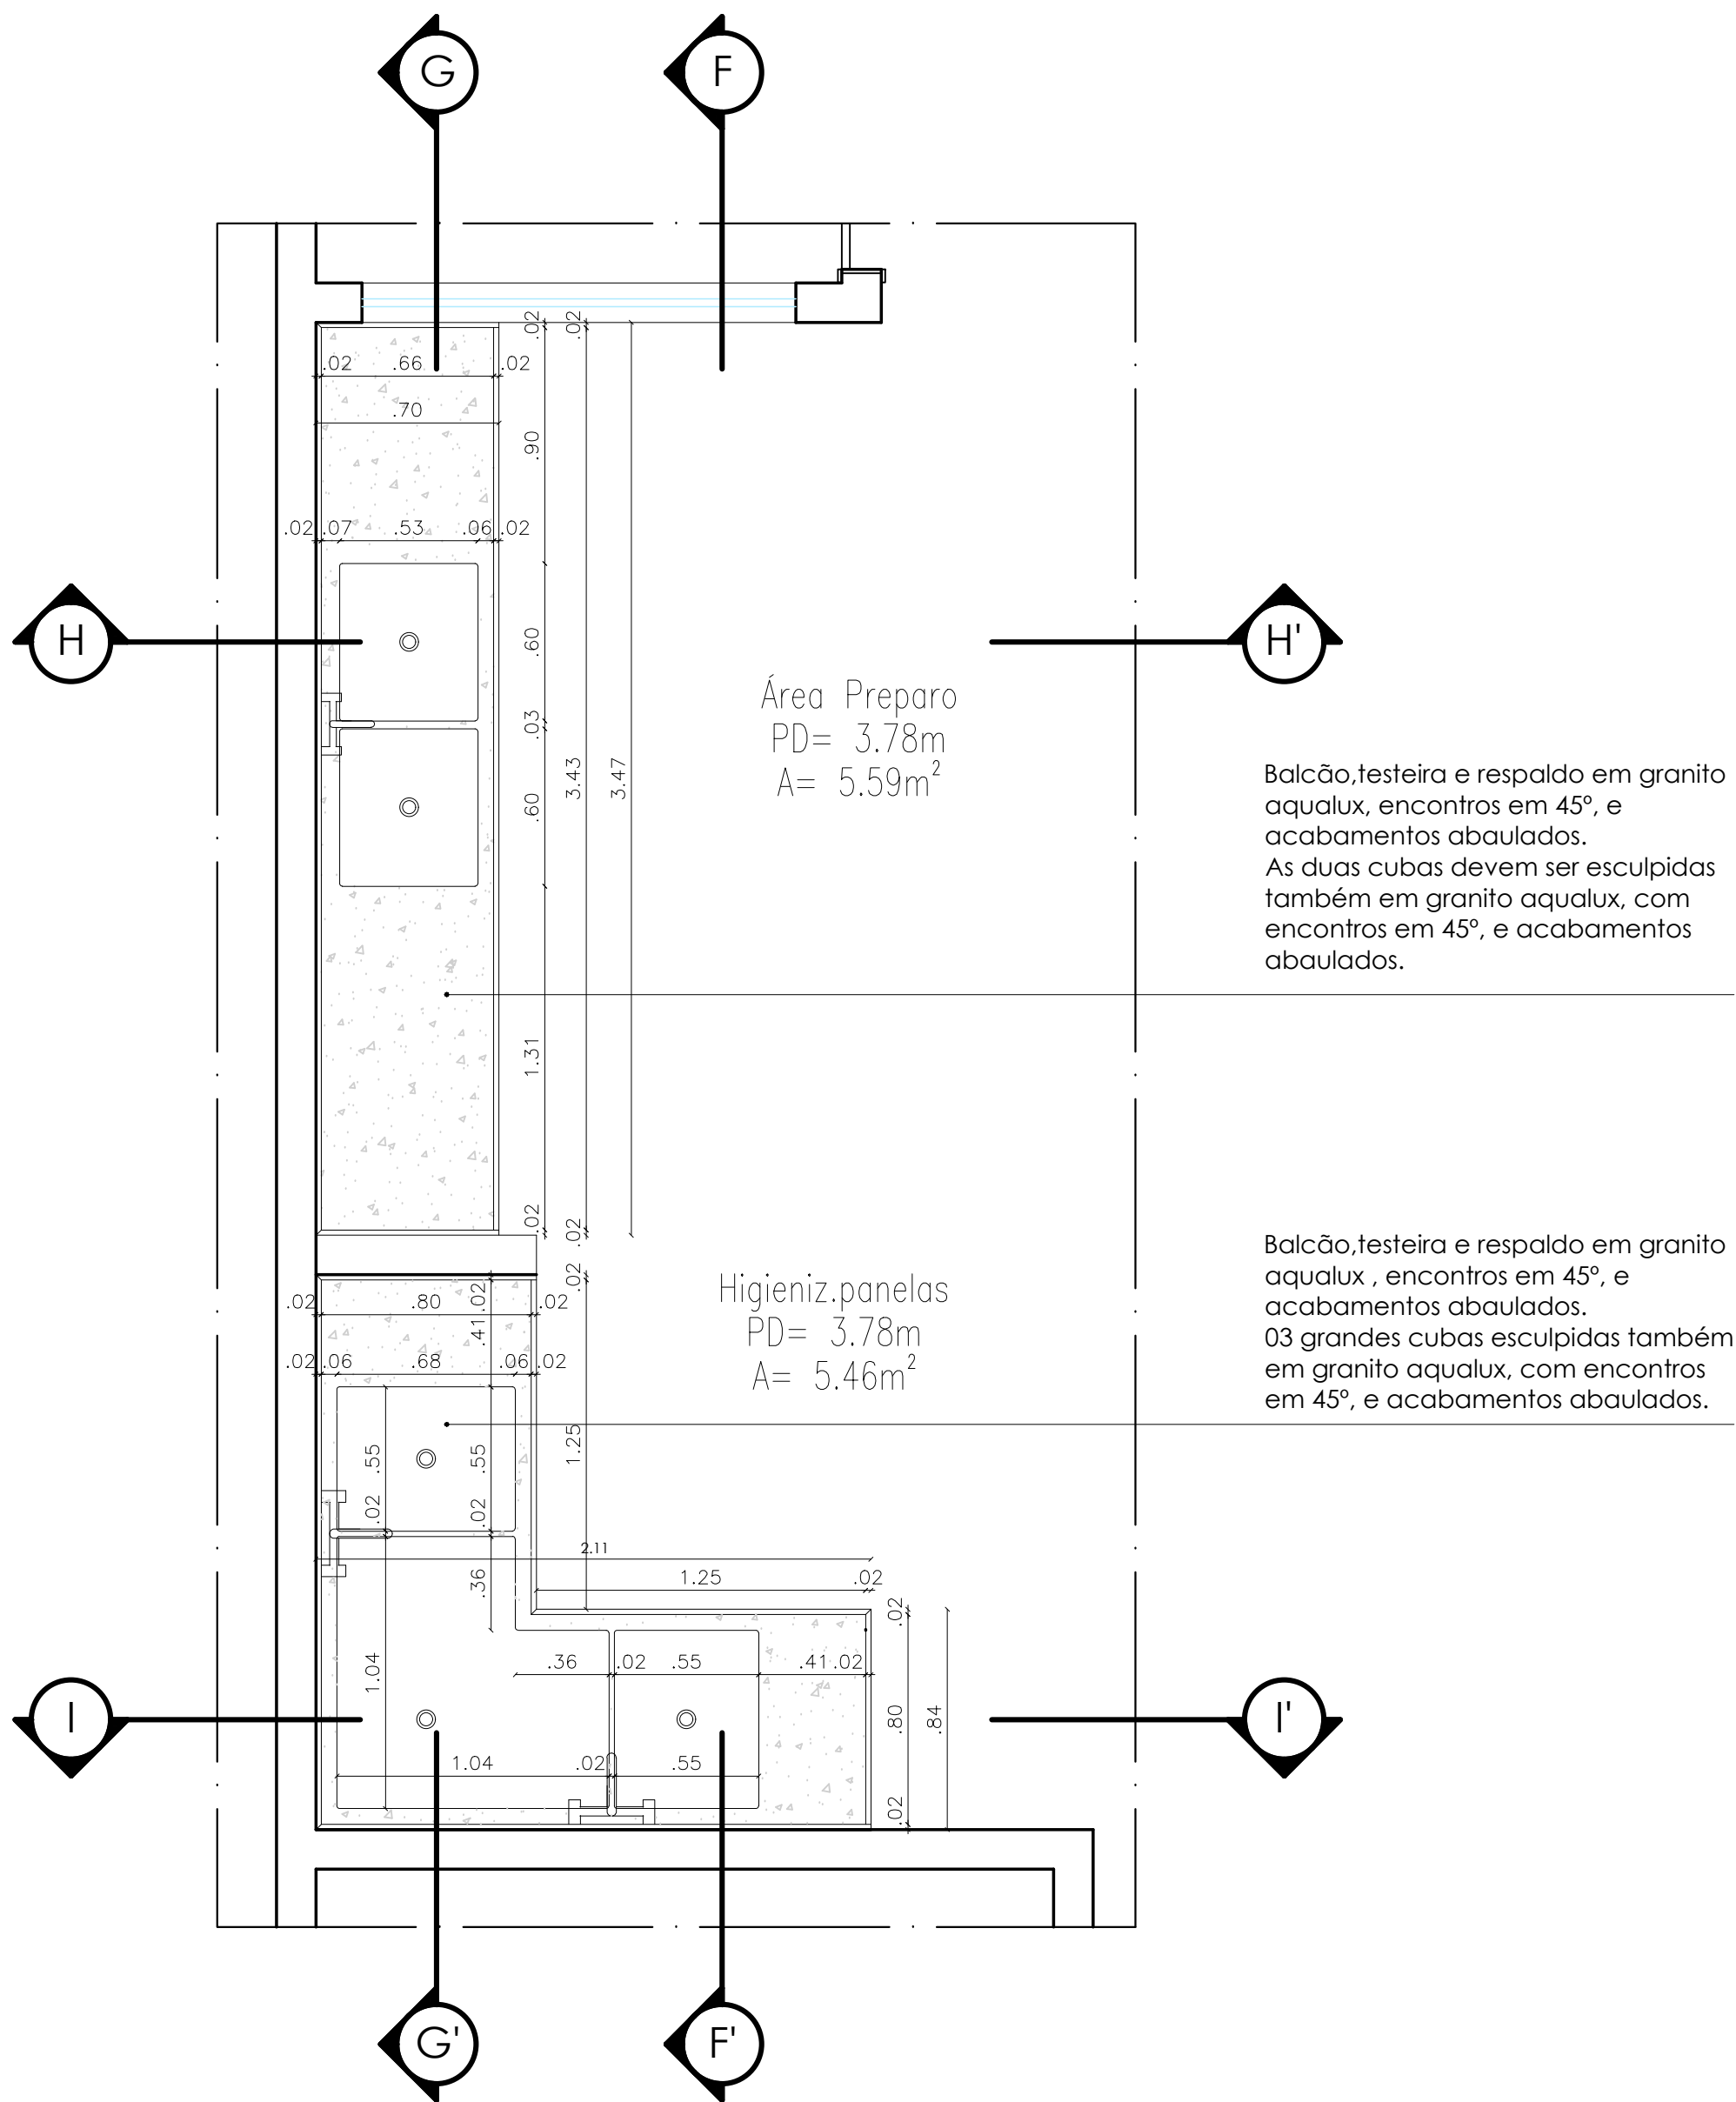 G
F
.02
.02
.02
.66
.02
.70
.90
.02
.07
.53
.06
.02
H
H'
.60
.03
.60
3.43
3.47
Área Preparo
PD= 3.78m
A= 5.59m²
Balcão,testeira e respaldo em granito
aqualux, encontros em 45º, e
acabamentos abaulados.
As duas cubas devem ser esculpidas
também em granito aqualux, com
encontros em 45º, e acabamentos
abaulados.
1.31
.02
.02
.02
Higieniz.panelas
PD= 3.78m
A= 5.46m²
Balcão,testeira e respaldo em granito
aqualux , encontros em 45º, e
acabamentos abaulados.
03 grandes cubas esculpidas também
em granito aqualux, com encontros
em 45º, e acabamentos abaulados.
.02
.80
.02
.02
.41
.02
.06
.68
.06
.02
.55
.55
1.25
.02
.02
2.11
1.25
.02
.36
.02
1.04
.36
.02
.55
.41
.02
I
I'
.80
.84
1.04
.02
.55
.02
G'
F'